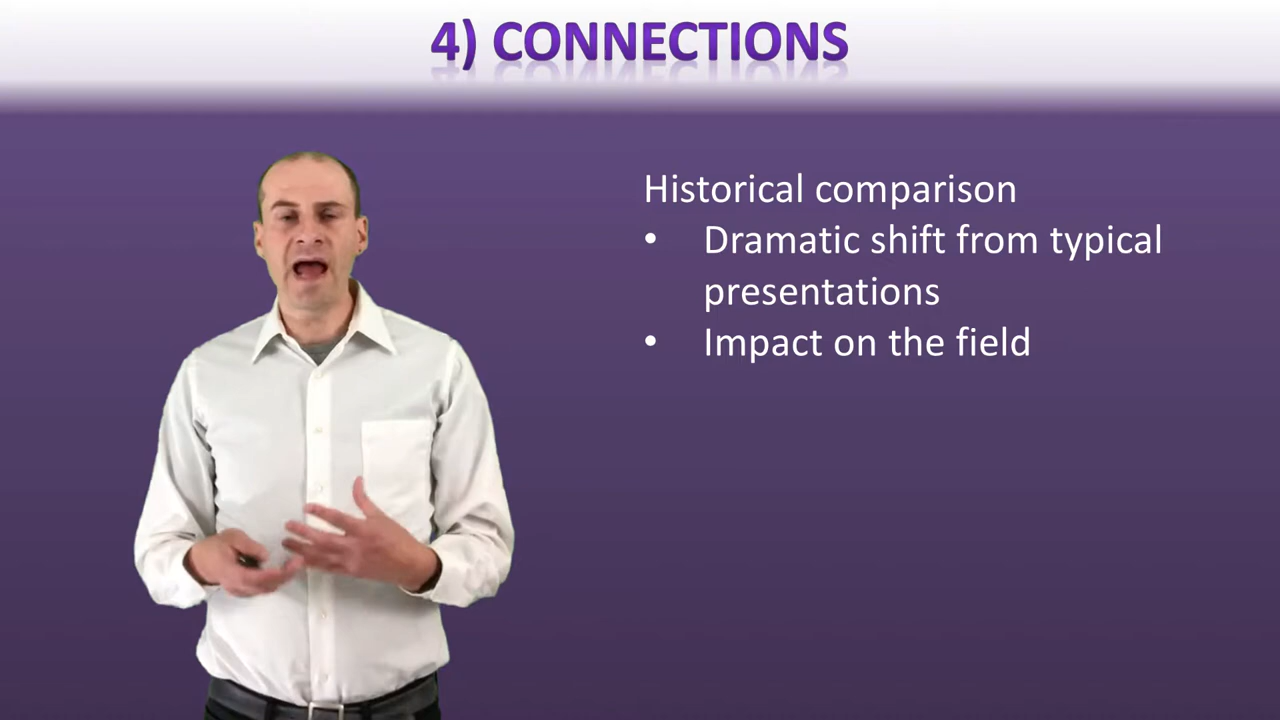 4) CONNECTIONS
Historical comparison
• Dramatic shift from typical
presentations
• Impact on the field